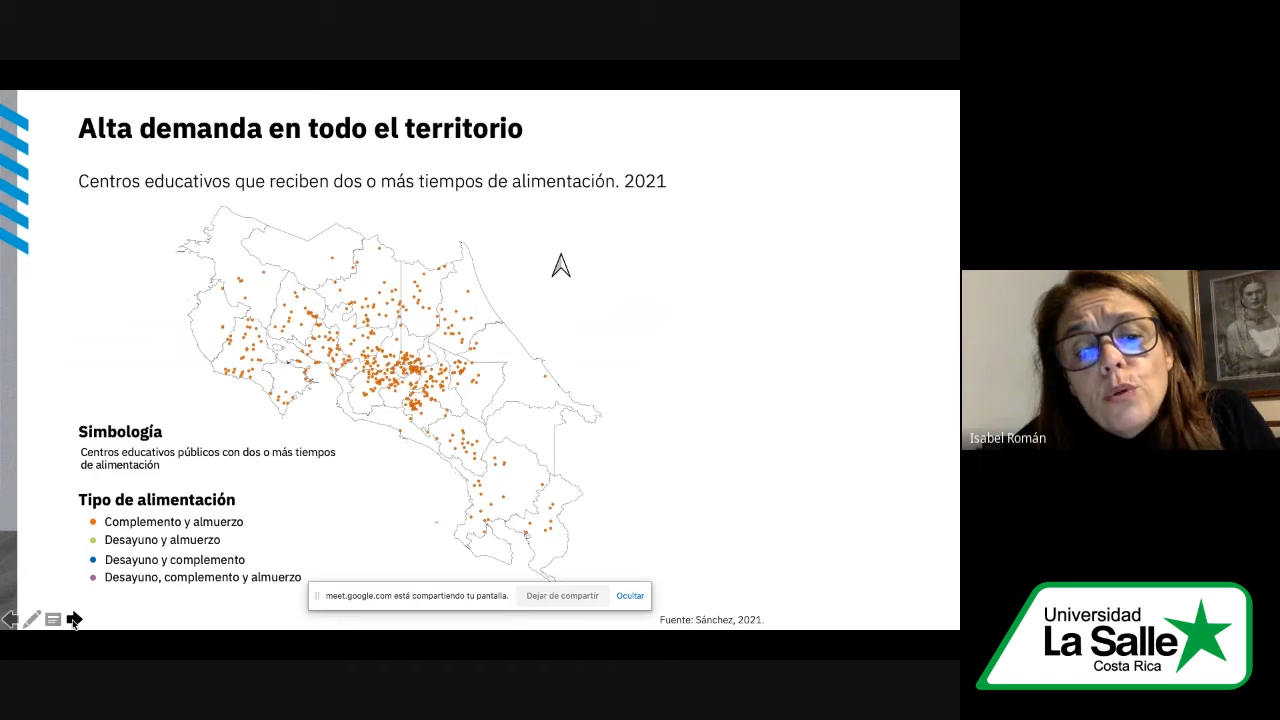 Alta demanda en todo el territorio
Centros educativos que reciben dos o más tiempos de alimentación. 2021
Simbología
Centros educativos públicos con dos o más tiempos
de alimentación
Tipo de alimentación
Complemento y almuerzo
Desayuno y almuerzo
Desayuno y complemento
Desayuno, complemento y almuerzo
meet.google.com está compartiendo tu pantalla.
Dejar de compartir
Ocultar
Fuente: Sánchez, 2021.
Isabel Román
Universidad
La Salle
Costa Rica